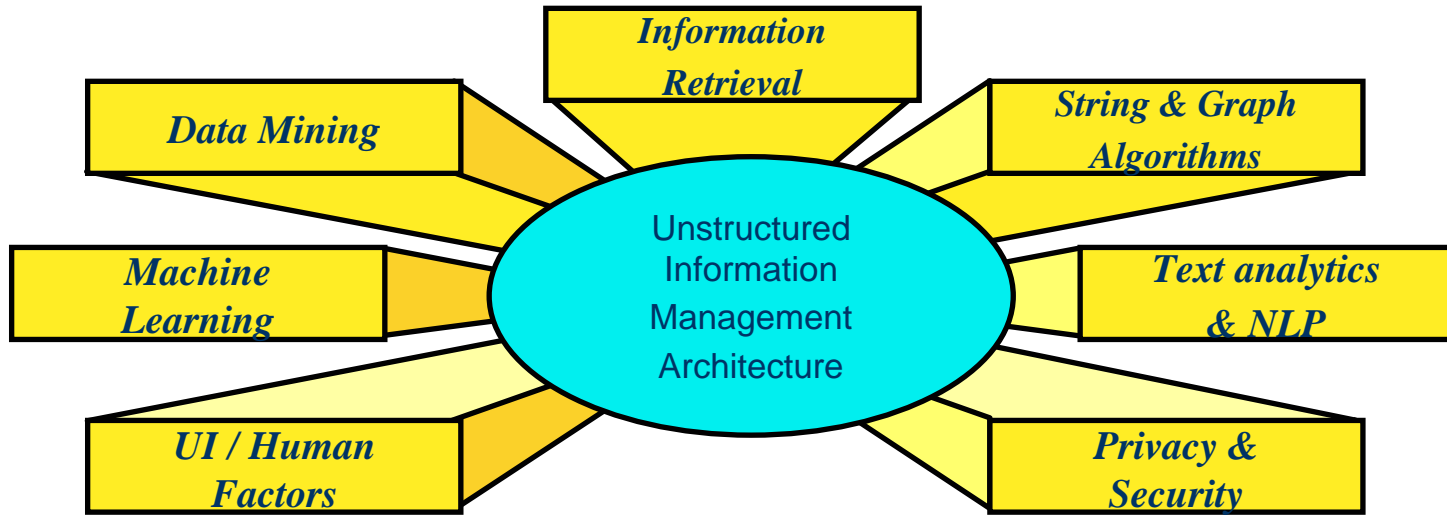 Information
Retrieval
Data Mining
String & Graph
Algorithms
Machine
Learning
Unstructured
Information
Management
Architecture
Text analytics
& NLP
UI / Human
Factors
Privacy &
Security